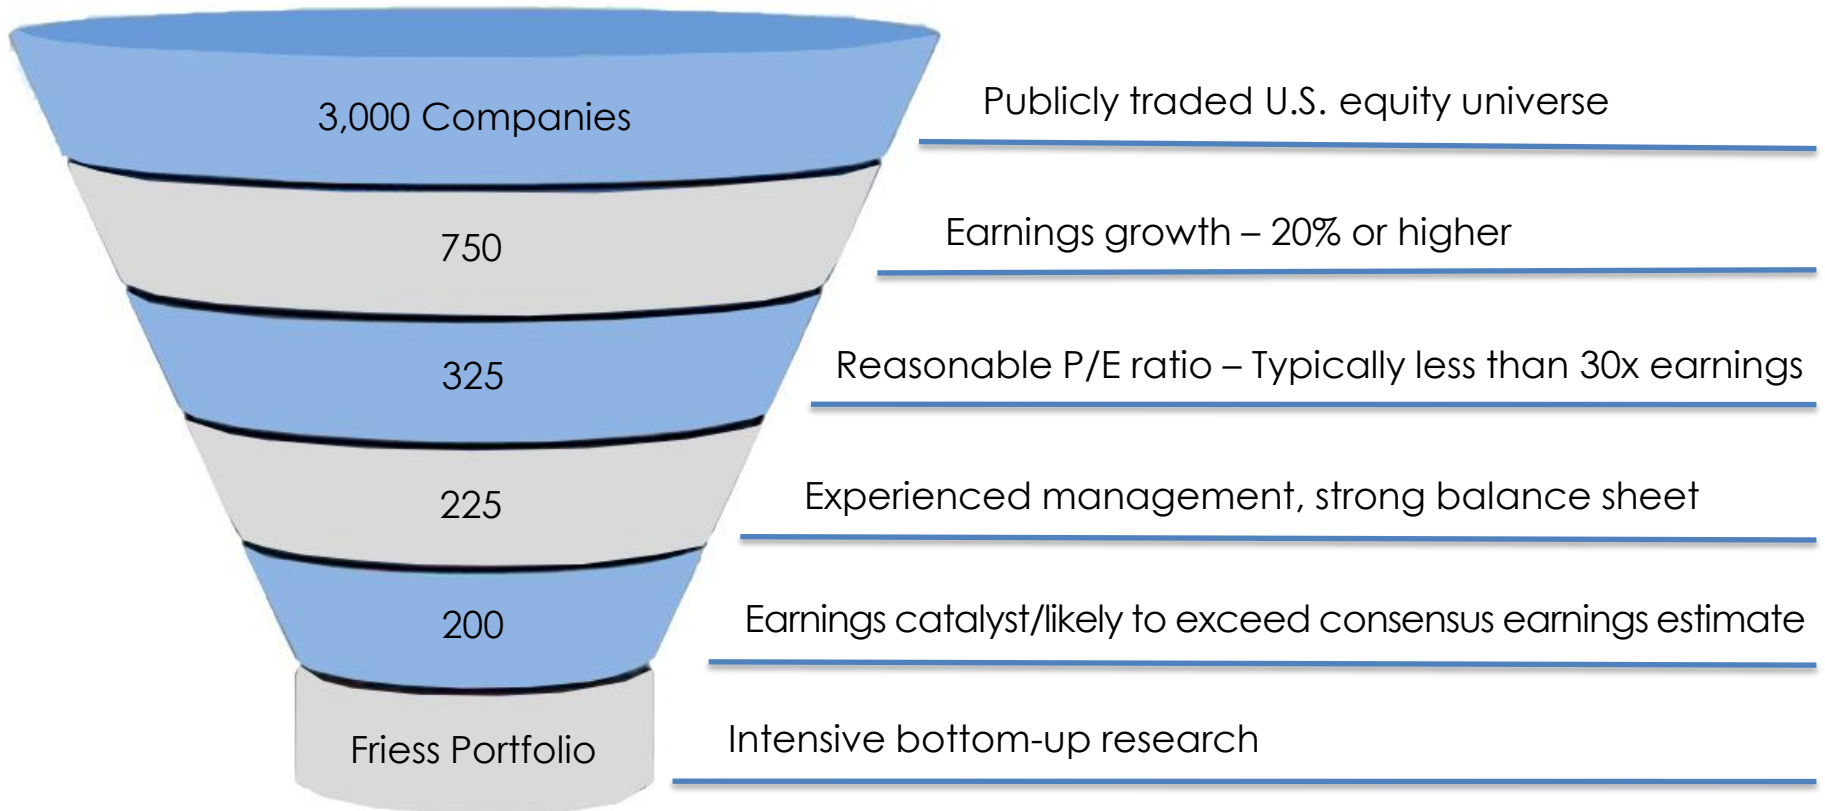 3,000 Companies
Publicly traded U.S. equity universe
750
Earnings growth – 20% or higher
325
Reasonable P/E ratio – Typically less than 30x earnings
225
Experienced management, strong balance sheet
200
Earnings catalyst/likely to exceed consensus earnings estimate
Friess Portfolio
Intensive bottom-up research